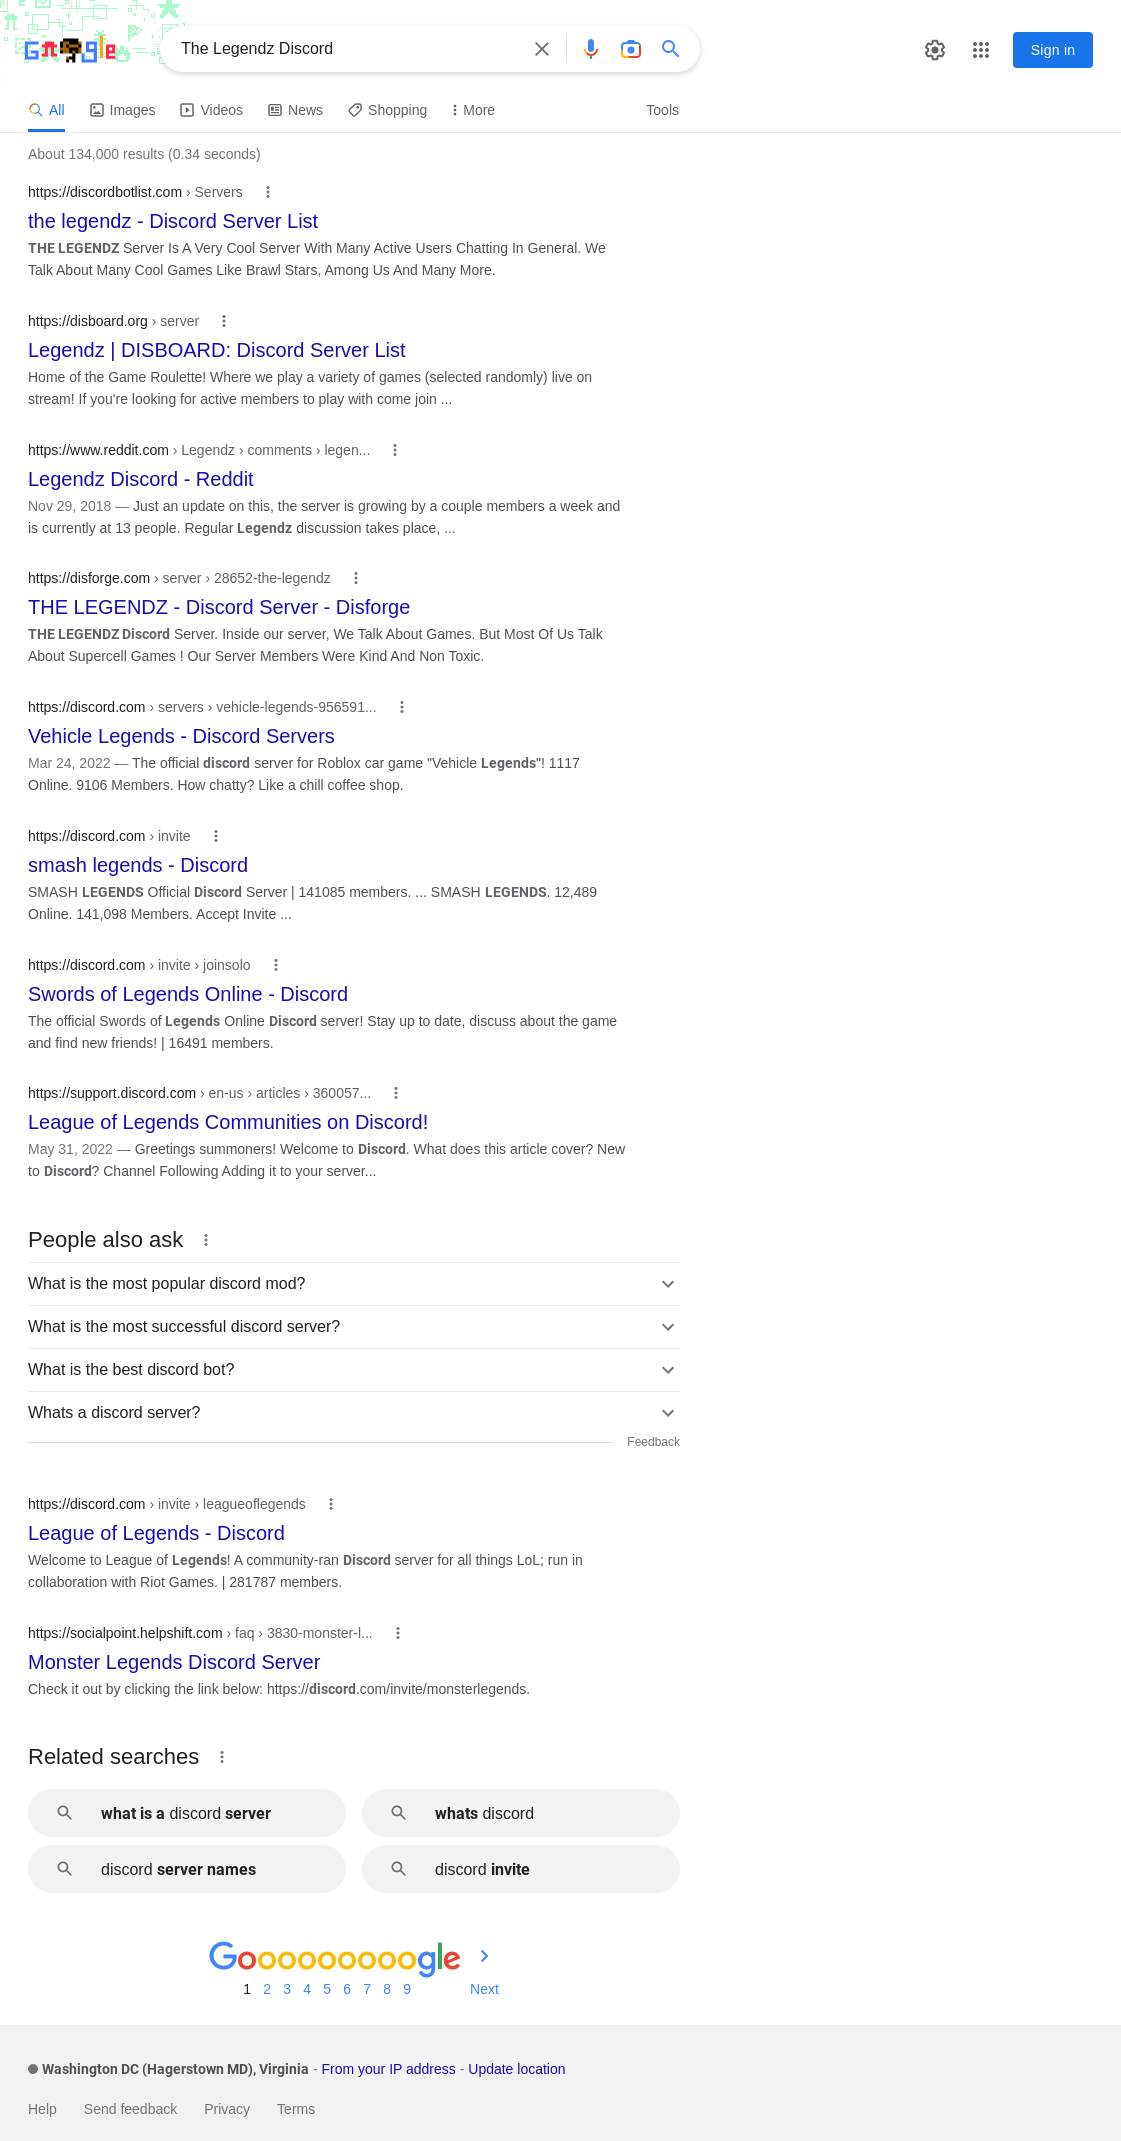 Google
The Legendz Discord
Sign in
All Images Videos News Shopping More Tools
About 134,000 results (0.34 seconds)
https://discordbotlist.com › Servers
the legendz - Discord Server List
THE LEGENDZ Server Is A Very Cool Server With Many Active Users Chatting In General. We
Talk About Many Cool Games Like Brawl Stars, Among Us And Many More.
https://disboard.org › server
Legendz | DISBOARD: Discord Server List
Home of the Game Roulette! Where we play a variety of games (selected randomly) live on
stream! If you're looking for active members to play with come join ...
https://www.reddit.com › Legendz › comments › legen...
Legendz Discord - Reddit
Nov 29, 2018 — Just an update on this, the server is growing by a couple members a week and
is currently at 13 people. Regular Legendz discussion takes place, ...
https://disforge.com › server › 28652-the-legendz
THE LEGENDZ - Discord Server - Disforge
THE LEGENDZ Discord Server. Inside our server, We Talk About Games. But Most Of Us Talk
About Supercell Games ! Our Server Members Were Kind And Non Toxic.
https://discord.com › servers › vehicle-legends-956591...
Vehicle Legends - Discord Servers
Mar 24, 2022 — The official discord server for Roblox car game "Vehicle Legends"! 1117
Online. 9106 Members. How chatty? Like a chill coffee shop.
https://discord.com › invite
smash legends - Discord
SMASH LEGENDS Official Discord Server | 141085 members. ... SMASH LEGENDS. 12,489
Online. 141,098 Members. Accept Invite ...
https://discord.com › invite › joinsolo
Swords of Legends Online - Discord
The official Swords of Legends Online Discord server! Stay up to date, discuss about the game
and find new friends! | 16491 members.
https://support.discord.com › en-us › articles › 360057...
League of Legends Communities on Discord!
May 31, 2022 — Greetings summoners! Welcome to Discord. What does this article cover? New
to Discord? Channel Following Adding it to your server...
People also ask
What is the most popular discord mod?
What is the most successful discord server?
What is the best discord bot?
Whats a discord server?
Feedback
https://discord.com › invite › leagueoflegends
League of Legends - Discord
Welcome to League of Legends! A community-ran Discord server for all things LoL; run in
collaboration with Riot Games. | 281787 members.
https://socialpoint.helpshift.com › faq › 3830-monster-l...
Monster Legends Discord Server
Check it out by clicking the link below: https://discord.com/invite/monsterlegends.
Related searches
what is a discord server
whats discord
discord server names
discord invite
Goooooooooogle
1 2 3 4 5 6 7 8 9 Next
Washington DC (Hagerstown MD), Virginia - From your IP address - Update location
Help Send feedback Privacy Terms